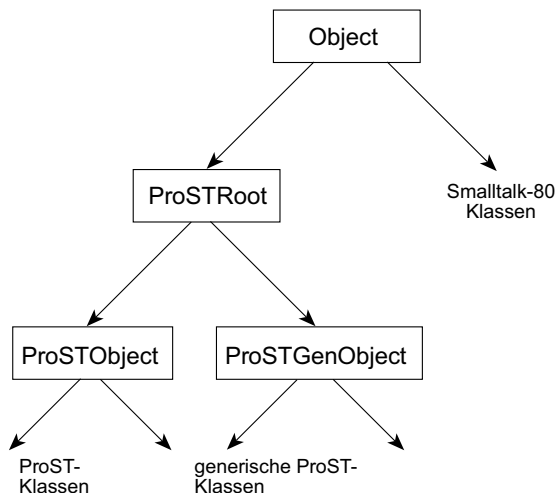 Object
ProSTRoot
Smalltalk-80
Klassen
ProSTObject
ProSTGenObject
ProST-
Klassen
generische ProST-
Klassen